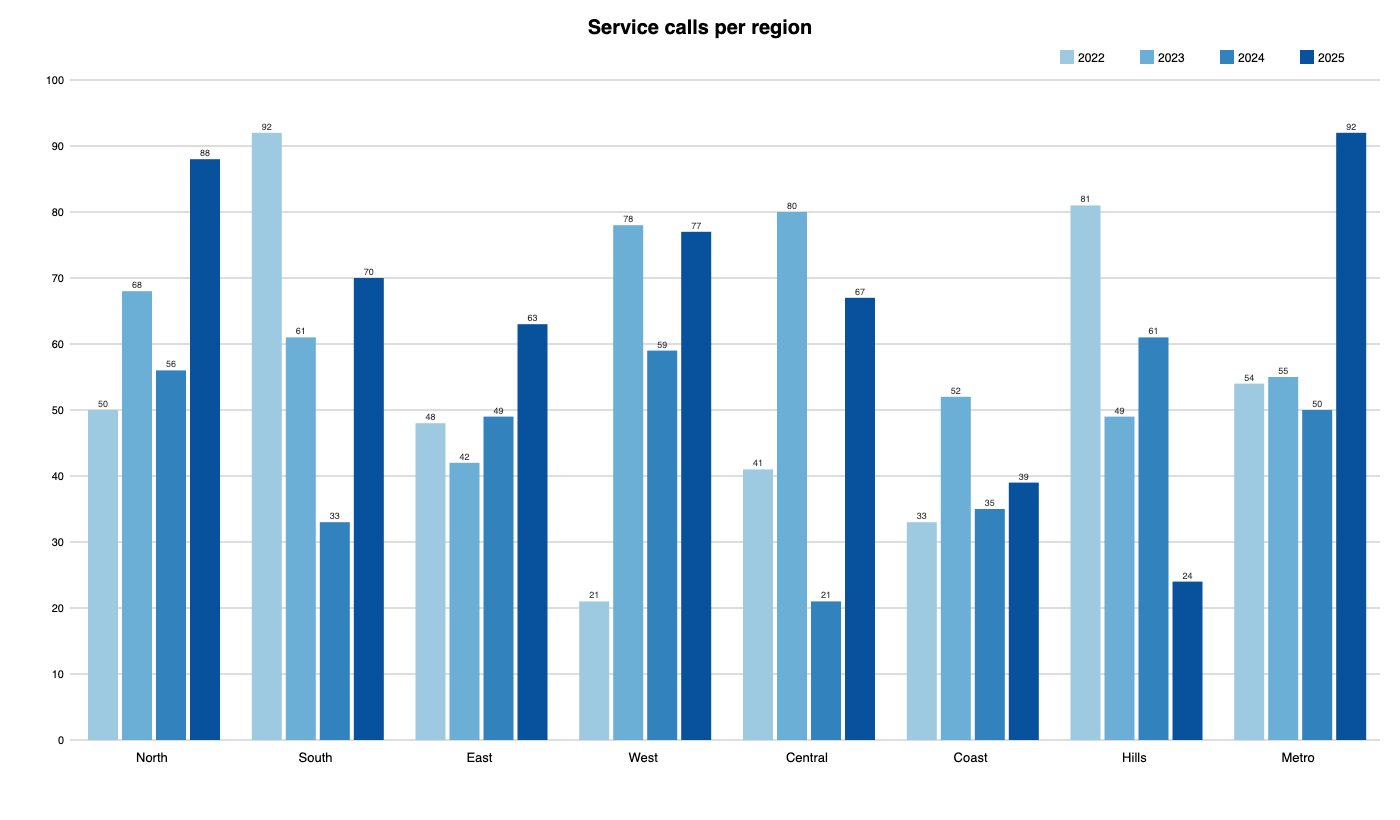 Service calls per region
2022 2023 2024 2025
100
90
80
70
60
50
40
30
20
10
0
50 68 56 88
92 61 33 70
48 42 49 63
21 78 59 77
41 80 21 67
33 52 35 39
81 49 61 24
54 55 50 92
North South East West Central Coast Hills Metro